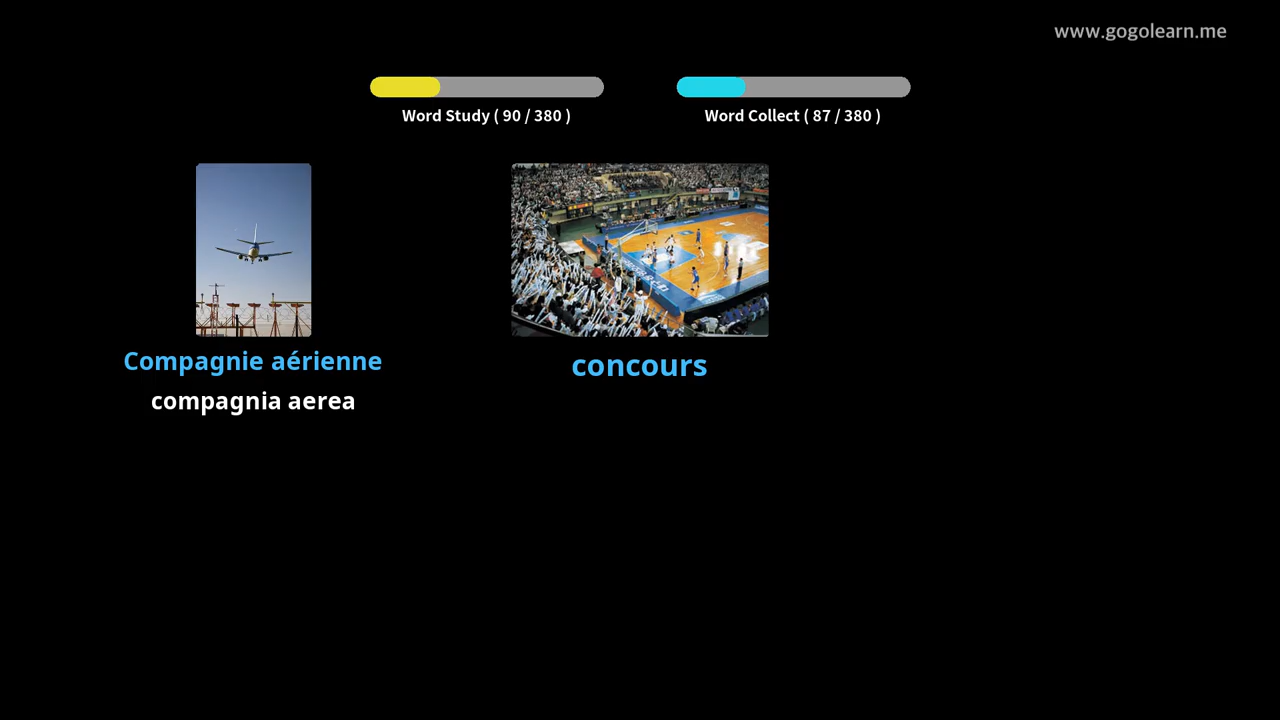 www.gogolearn.me
Word Study ( 90 / 380 )
Word Collect ( 87 / 380 )
Compagnie aérienne
compagnia aerea
concours